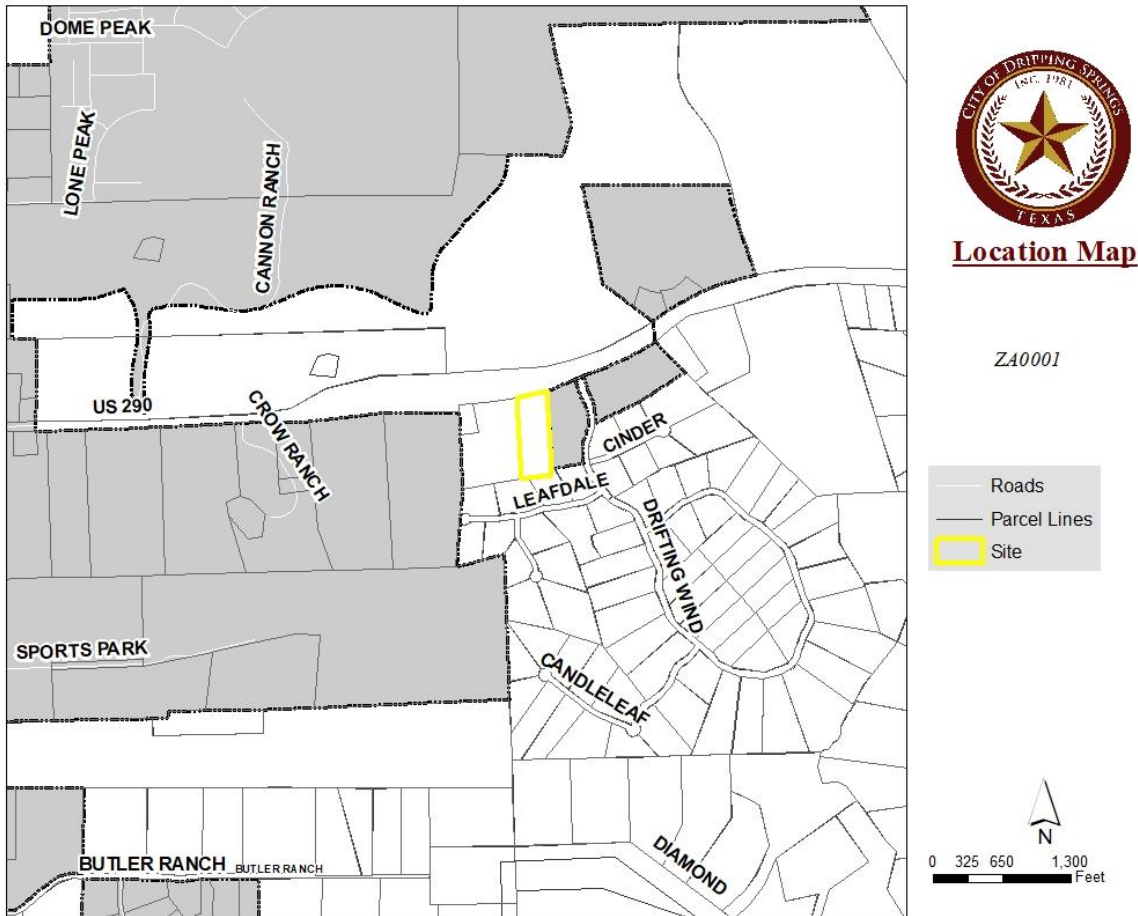 DOME PEAK
LONE PEAK
CANNON RANCH
US 290
CROW RANCH
CINDER
LEAFDALE
DRIFTING WIND
SPORTS PARK
CANDLELEAF
BUTLER RANCH BUTLER RANCH
DIAMOND
CITY OF DRIPPING SPRINGS
INC. 1981
TEXAS
Location Map
ZA0001
Roads
Parcel Lines
Site
N
0 325 650 1,300
Feet